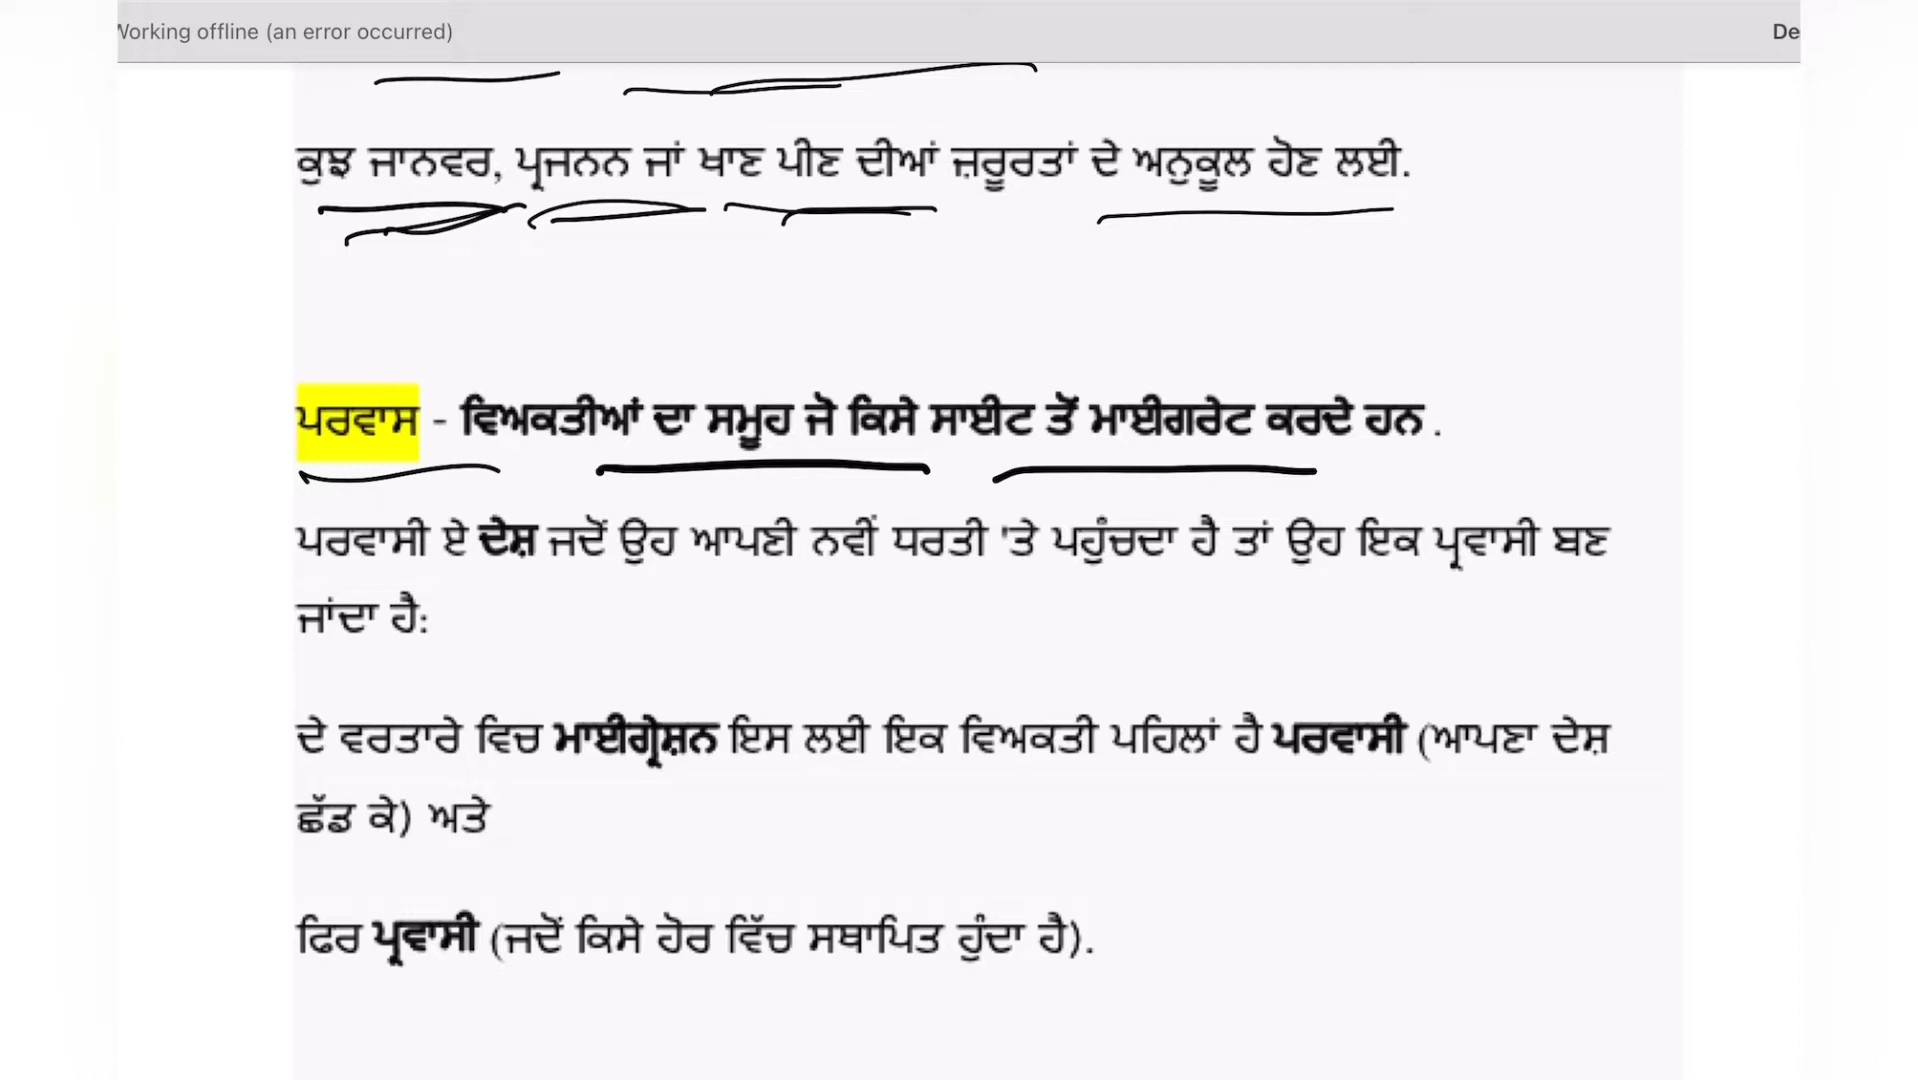 Working offline (an error occurred)
De
ਕੁਝ ਜਾਨਵਰ, ਪ੍ਰਜਨਨ ਜਾਂ ਖਾਣ ਪੀਣ ਦੀਆਂ ਜ਼ਰੂਰਤਾਂ ਦੇ ਅਨੁਕੂਲ ਹੋਣ ਲਈ.
ਪਰਵਾਸ - ਵਿਅਕਤੀਆਂ ਦਾ ਸਮੂਹ ਜੋ ਕਿਸੇ ਸਾਈਟ ਤੋਂ ਮਾਈਗਰੇਟ ਕਰਦੇ ਹਨ .
ਪਰਵਾਸੀ ਏ ਦੇਸ਼ ਜਦੋਂ ਉਹ ਆਪਣੀ ਨਵੀਂ ਧਰਤੀ 'ਤੇ ਪਹੁੰਚਦਾ ਹੈ ਤਾਂ ਉਹ ਇਕ ਪ੍ਰਵਾਸੀ ਬਣ
ਜਾਂਦਾ ਹੈ:
ਦੇ ਵਰਤਾਰੇ ਵਿਚ ਮਾਈਗ੍ਰੇਸ਼ਨ ਇਸ ਲਈ ਇਕ ਵਿਅਕਤੀ ਪਹਿਲਾਂ ਹੈ ਪਰਵਾਸੀ (ਆਪਣਾ ਦੇਸ਼
ਛੱਡ ਕੇ) ਅਤੇ
ਫਿਰ ਪ੍ਰਵਾਸੀ (ਜਦੋਂ ਕਿਸੇ ਹੋਰ ਵਿੱਚ ਸਥਾਪਿਤ ਹੁੰਦਾ ਹੈ).